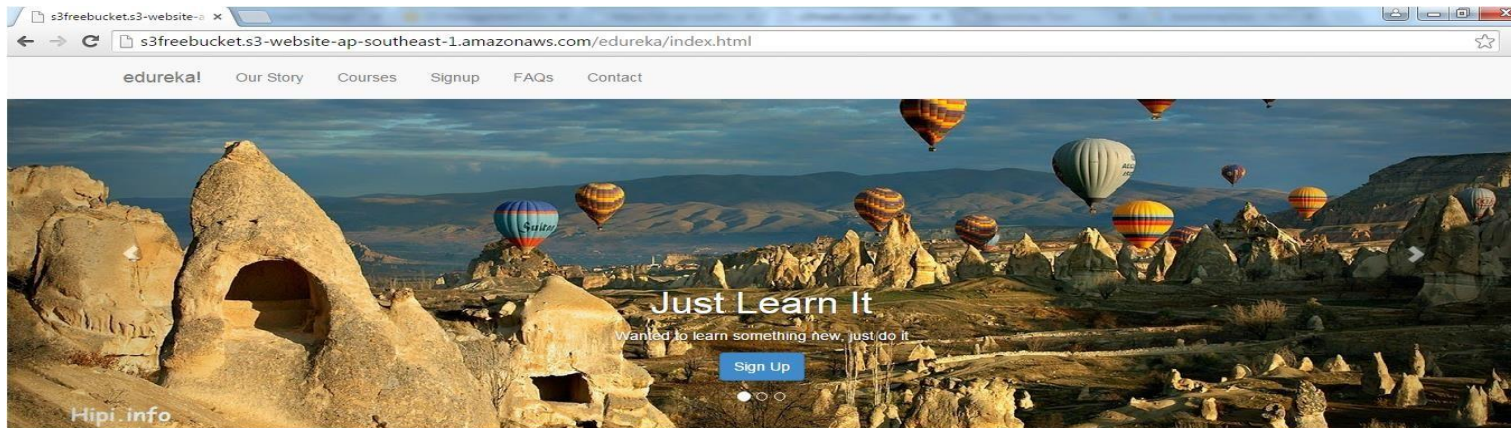 s3freebucket.s3-website-a
s3freebucket.s3-website-ap-southeast-1.amazonaws.com/edureka/index.html
edureka! Our Story Courses Signup FAQs Contact
Suites
Just Learn It
Wanted to learn something new, just do it
Sign Up
Hipi.info